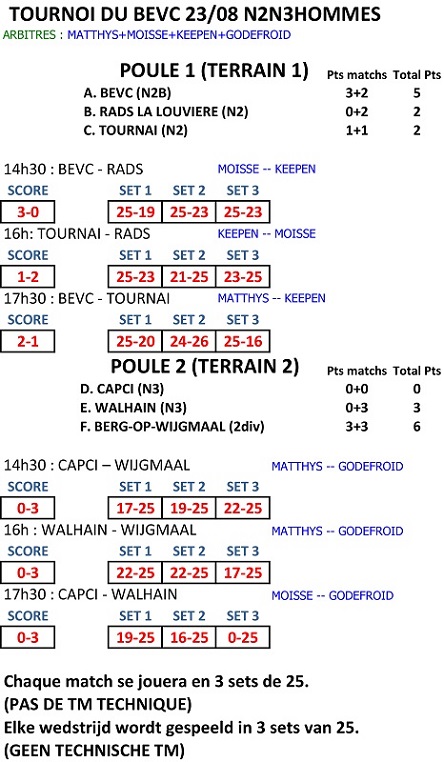 TOURNOI DU BEVC 23/08 N2N3HOMMES
ARBITRES : MATTHYS+MOISSE+KEEPEN+GODEFROID
POULE 1 (TERRAIN 1) Pts matchs Total Pts
A. BEVC (N2B) 3+2 5
B. RADS LA LOUVIERE (N2) 0+2 2
C. TOURNAI (N2) 1+1 2
14h30 : BEVC - RADS MOISSE -- KEEPEN
SCORE SET 1 SET 2 SET 3
3-0 25-19 25-23 25-23
16h: TOURNAI - RADS KEEPEN -- MOISSE
SCORE SET 1 SET 2 SET 3
1-2 25-23 21-25 23-25
17h30 : BEVC - TOURNAI MATTHYS -- KEEPEN
SCORE SET 1 SET 2 SET 3
2-1 25-20 24-26 25-16
POULE 2 (TERRAIN 2) Pts matchs Total Pts
D. CAPCI (N3) 0+0 0
E. WALHAIN (N3) 0+3 3
F. BERG-OP-WIJGMAAL (2div) 3+3 6
14h30 : CAPCI – WIJGMAAL MATTHYS -- GODEFROID
SCORE SET 1 SET 2 SET 3
0-3 17-25 19-25 22-25
16h : WALHAIN - WIJGMAAL MATTHYS -- GODEFROID
SCORE SET 1 SET 2 SET 3
0-3 22-25 22-25 17-25
17h30 : CAPCI - WALHAIN MOISSE -- GODEFROID
SCORE SET 1 SET 2 SET 3
0-3 19-25 16-25 0-25
Chaque match se jouera en 3 sets de 25.
(PAS DE TM TECHNIQUE)
Elke wedstrijd wordt gespeeld in 3 sets van 25.
(GEEN TECHNISCHE TM)